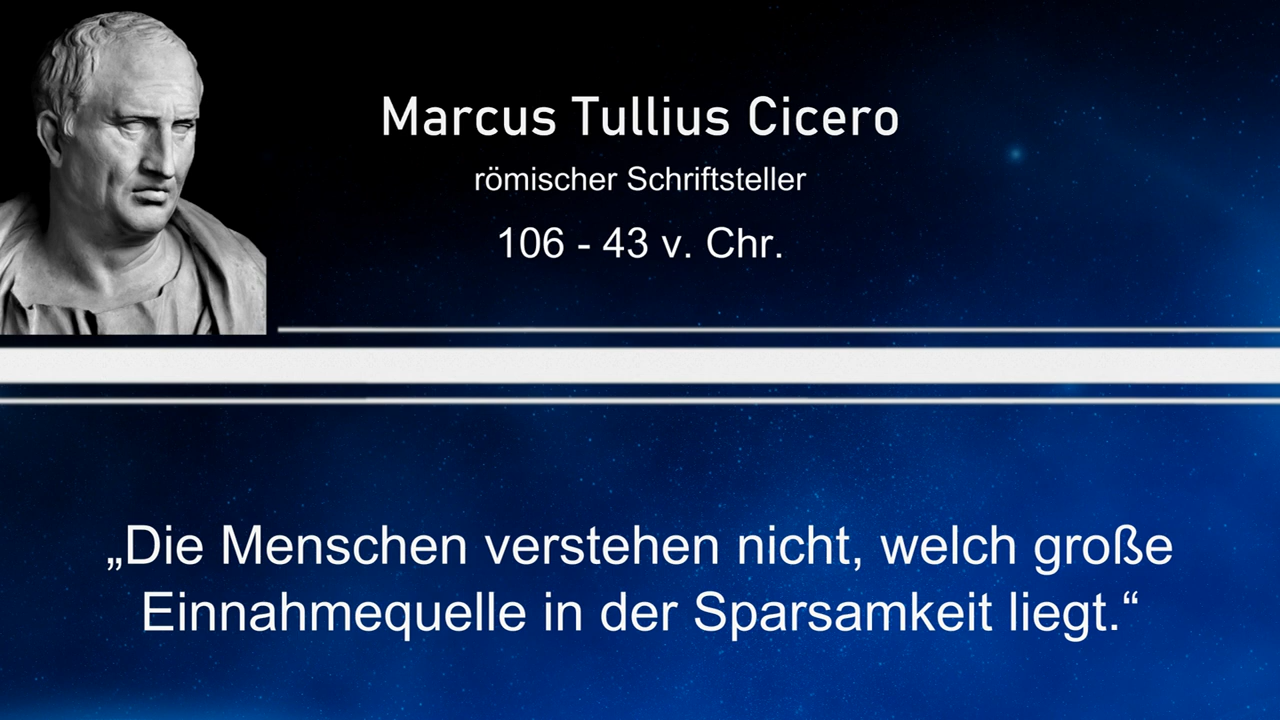 Marcus Tullius Cicero
römischer Schriftsteller
106 - 43 v. Chr.
„Die Menschen verstehen nicht, welch große
Einnahmequelle in der Sparsamkeit liegt.“